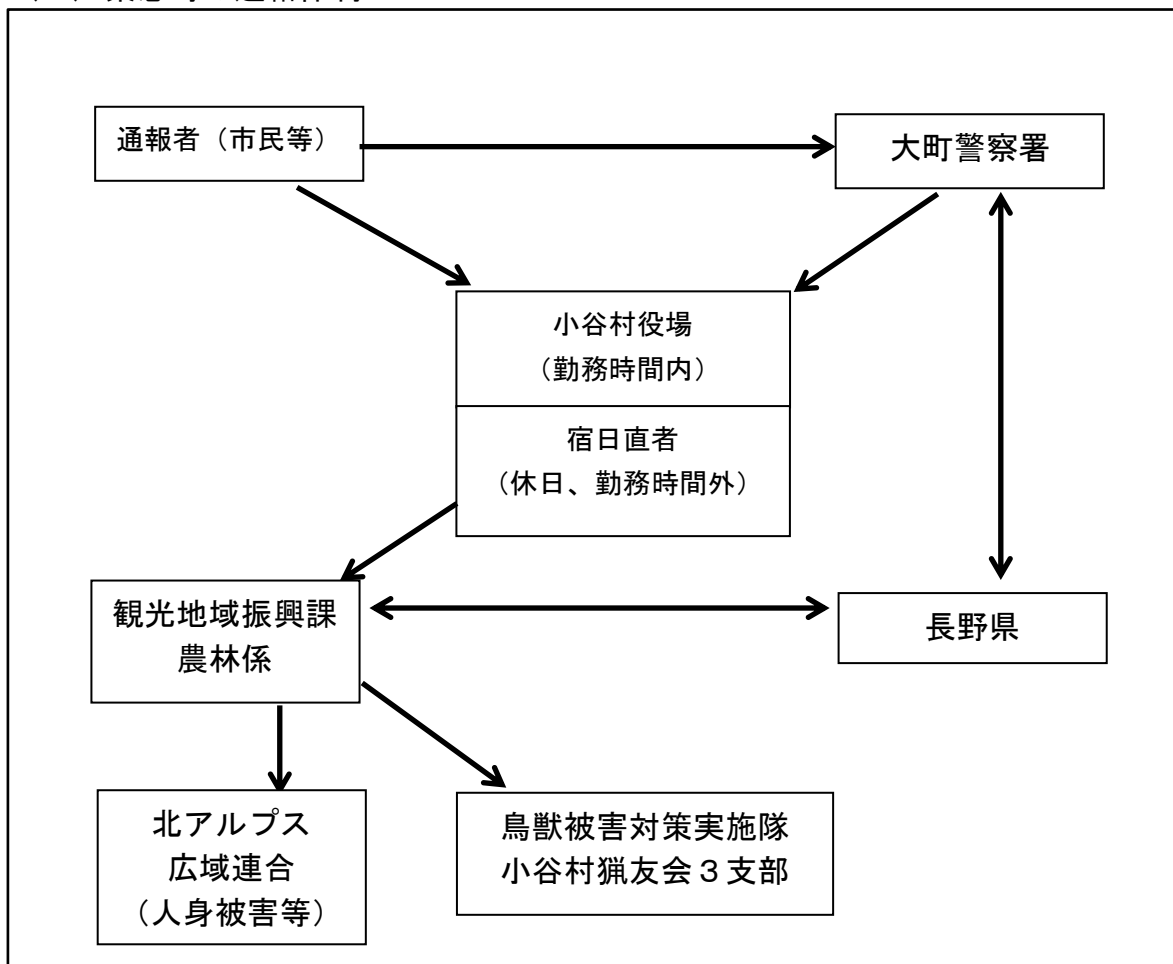 通報者（市民等）
大町警察署
小谷村役場
（勤務時間内）
宿日直者
（休日、勤務時間外）
観光地域振興課
農林係
長野県
北アルプス
広域連合
（人身被害等）
鳥獣被害対策実施隊
小谷村猟友会３支部